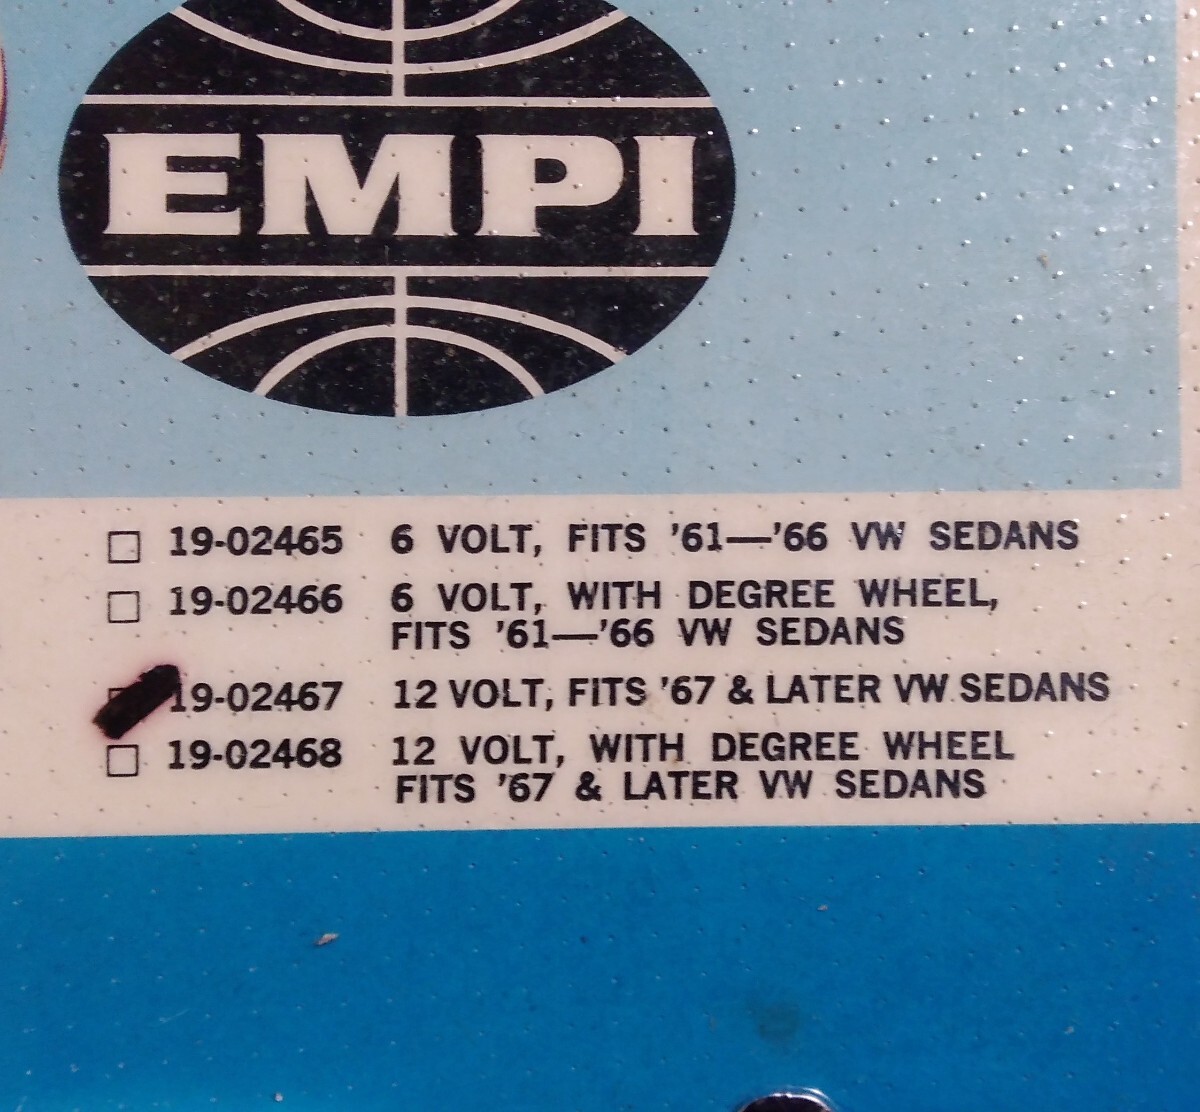 EMPI
19-02465 6 VOLT, FITS '61—'66 VW SEDANS
19-02466 6 VOLT, WITH DEGREE WHEEL,
FITS '61—'66 VW SEDANS
19-02467 12 VOLT, FITS '67 & LATER VW SEDANS
19-02468 12 VOLT, WITH DEGREE WHEEL
FITS '67 & LATER VW SEDANS